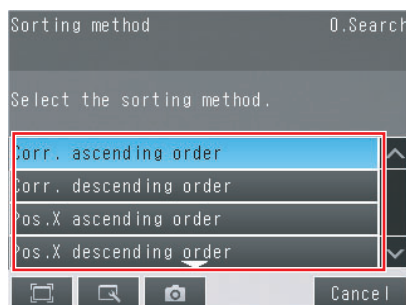 Sorting method 0.Search
Select the sorting method.
Corr. ascending order
Corr. descending order
Pos.X ascending order
Pos.X descending order
Cancel